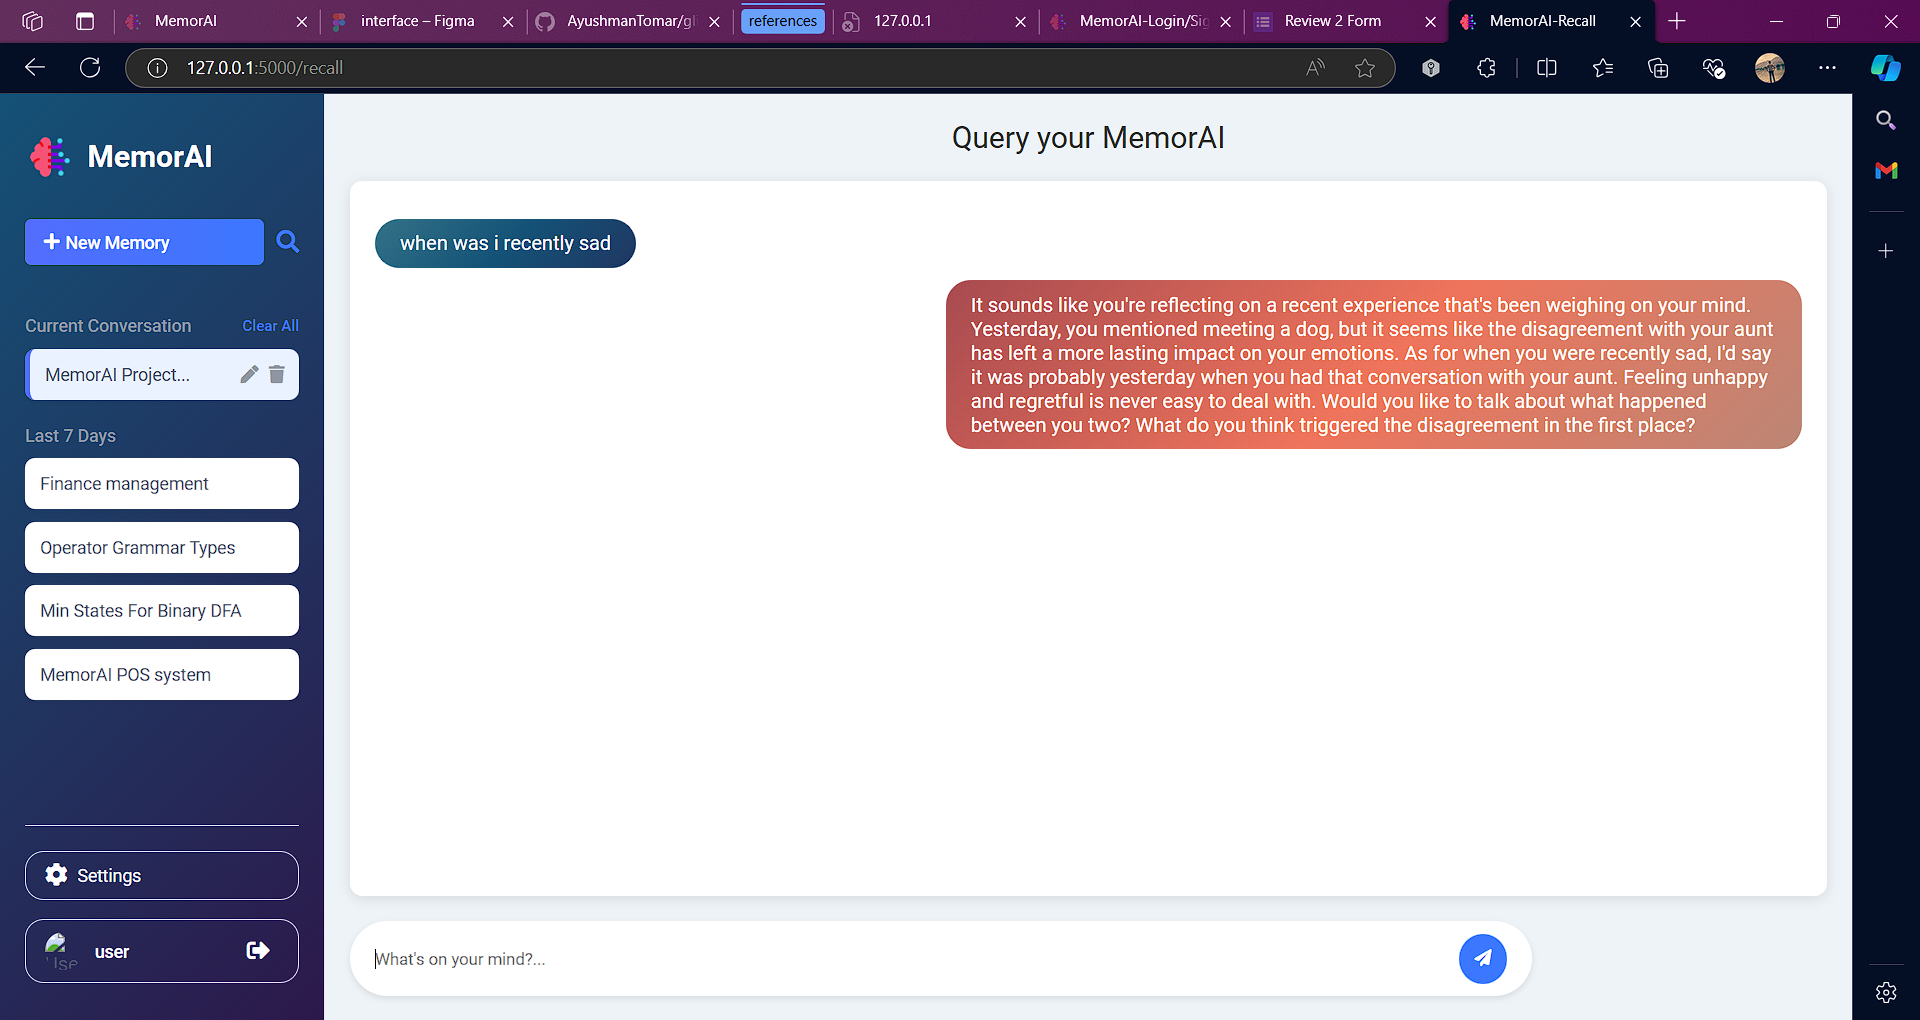 MemorAI
interface – Figma
AyushmanTomar/gli
references
127.0.0.1
MemorAI-Login/Sig
Review 2 Form
MemorAI-Recall
127.0.0.1:5000/recall
MemorAI
New Memory
Current Conversation
Clear All
MemorAI Project...
Last 7 Days
Finance management
Operator Grammar Types
Min States For Binary DFA
MemorAI POS system
Settings
Use
user
Query your MemorAI
when was i recently sad
It sounds like you're reflecting on a recent experience that's been weighing on your mind.
Yesterday, you mentioned meeting a dog, but it seems like the disagreement with your aunt
has left a more lasting impact on your emotions. As for when you were recently sad, I'd say
it was probably yesterday when you had that conversation with your aunt. Feeling unhappy
and regretful is never easy to deal with. Would you like to talk about what happened
between you two? What do you think triggered the disagreement in the first place?
What's on your mind?...